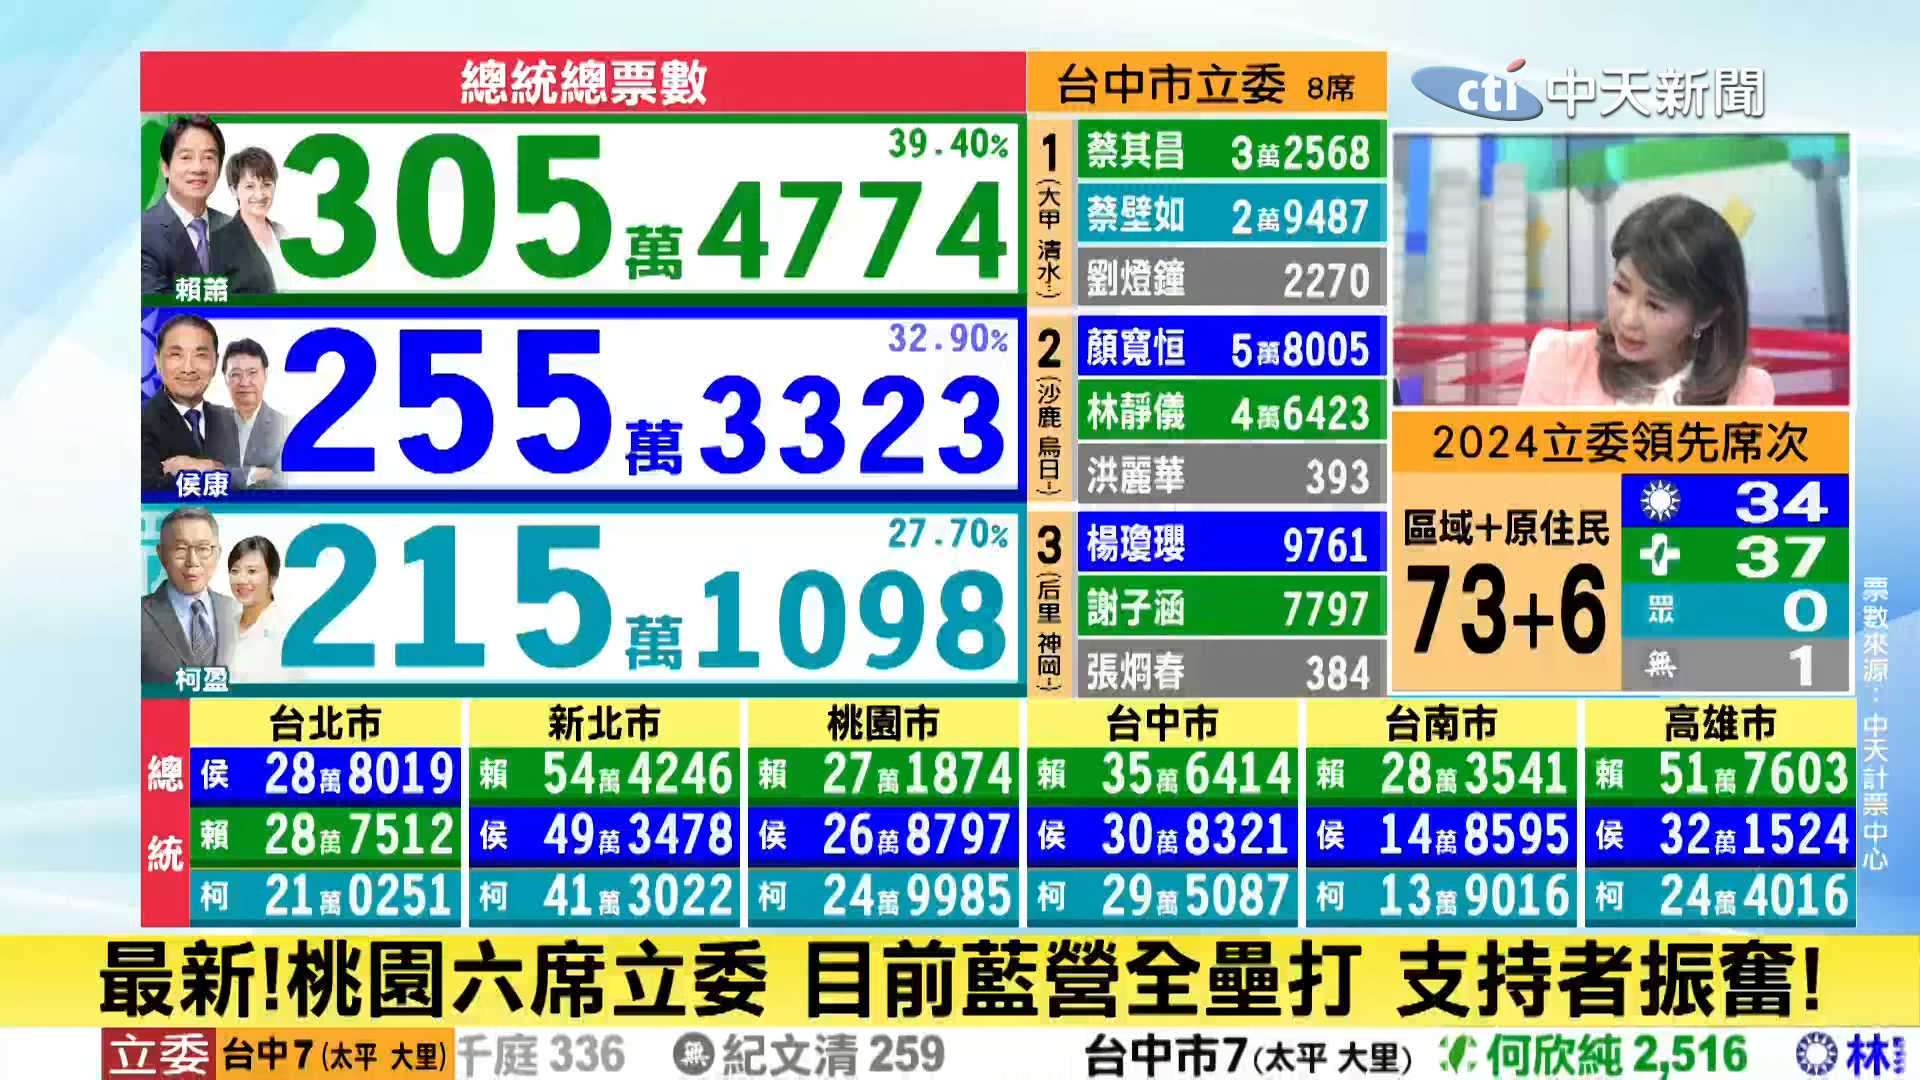 總統總票數
39.40%
305萬4774
賴蕭
32.90%
255萬3323
侯康
27.70%
215萬1098
柯盈
台中市立委 8席
1(大甲 清水…)
蔡其昌 3萬2568
蔡壁如 2萬9487
劉燈鐘 2270
2(沙鹿 烏日…)
顏寬恒 5萬8005
林靜儀 4萬6423
洪麗華 393
3(后里 神岡…)
楊瓊瓔 9761
謝子涵 7797
張烱春 384
cti 中天新聞
2024立委領先席次
區域+原住民
73+6
34
37
眾 0
無 1
票數來源：中天計票中心
總統
台北市
侯 28萬8019
賴 28萬7512
柯 21萬0251
新北市
賴 54萬4246
侯 49萬3478
柯 41萬3022
桃園市
賴 27萬1874
侯 26萬8797
柯 24萬9985
台中市
賴 35萬6414
侯 30萬8321
柯 29萬5087
台南市
賴 28萬3541
侯 14萬8595
柯 13萬9016
高雄市
賴 51萬7603
侯 32萬1524
柯 24萬4016
最新!桃園六席立委 目前藍營全壘打 支持者振奮!
立委 台中7(太平 大里) 千庭 336 無 紀文清 259 台中市7(太平 大里) 何欣純 2,516 林